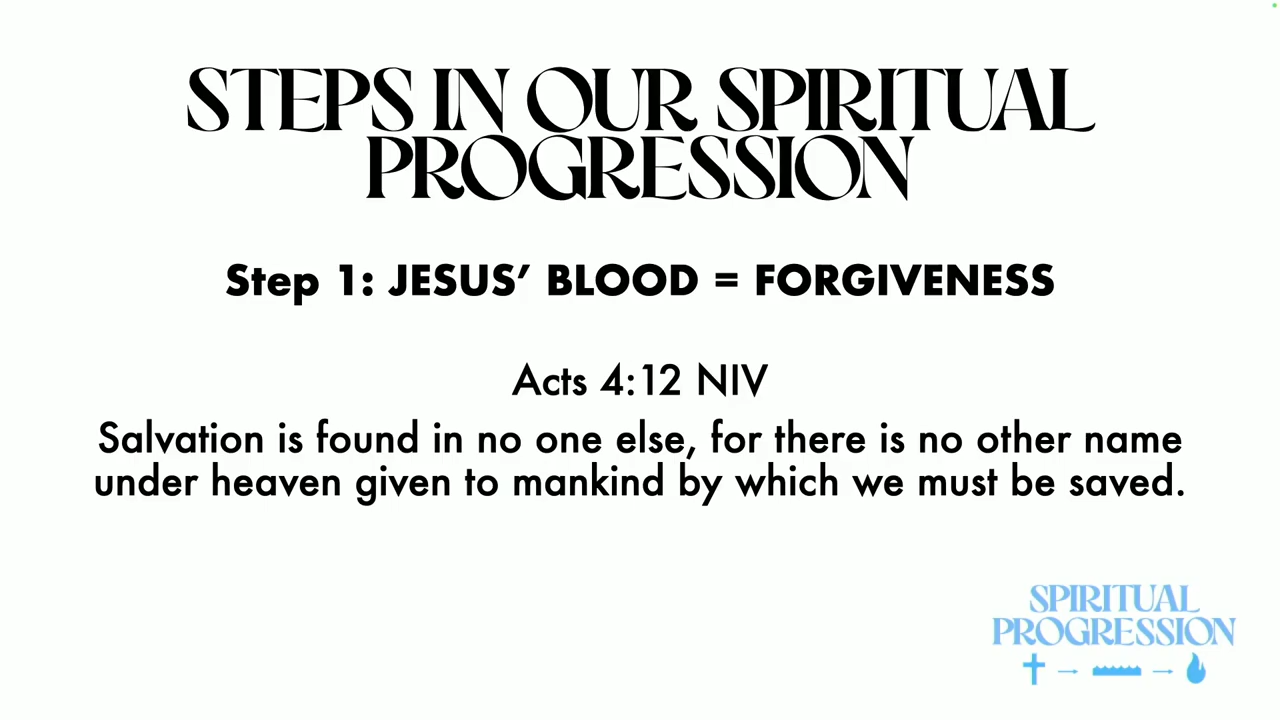 STEPS IN OUR SPIRITUAL
PROGRESSION
Step 1: JESUS’ BLOOD = FORGIVENESS
Acts 4:12 NIV
Salvation is found in no one else, for there is no other name
under heaven given to mankind by which we must be saved.
SPIRITUAL
PROGRESSION